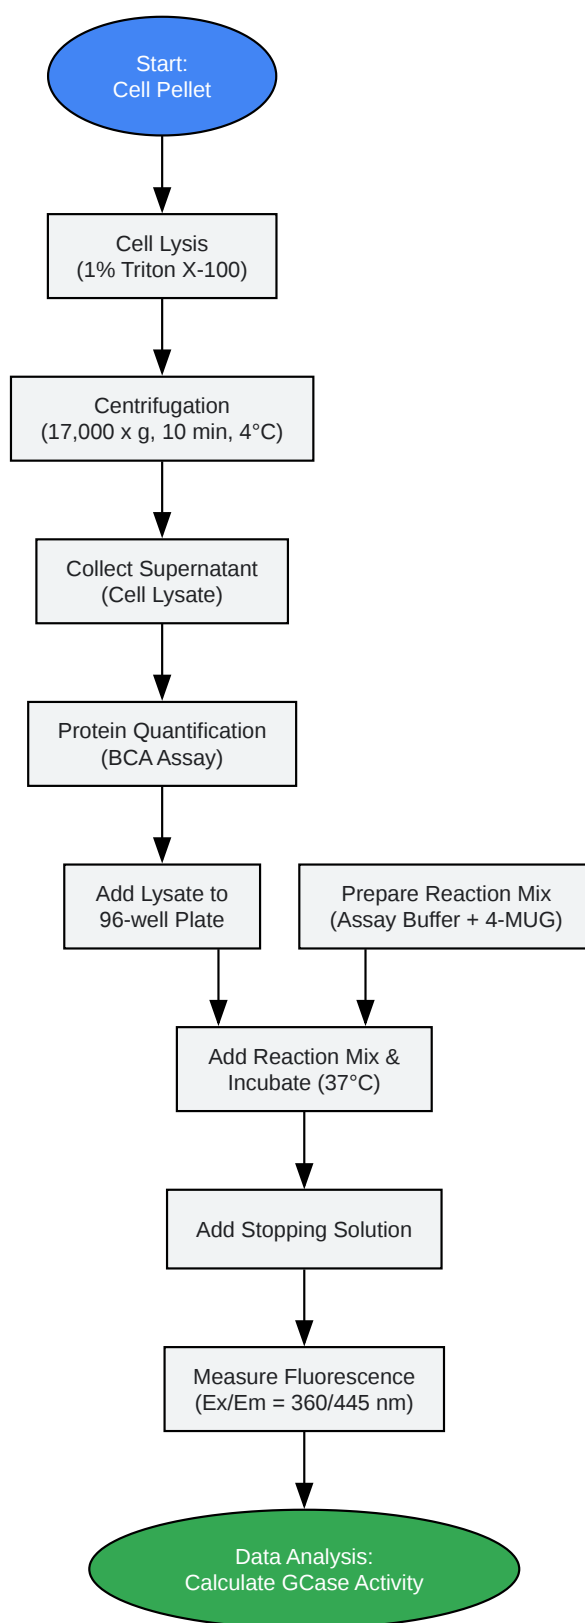 Start:
Cell Pellet
Cell Lysis
(1% Triton X-100)
Centrifugation
(17,000 x g, 10 min, 4°C)
Collect Supernatant
(Cell Lysate)
Protein Quantification
(BCA Assay)
Add Lysate to
96-well Plate
Prepare Reaction Mix
(Assay Buffer + 4-MUG)
Add Reaction Mix &
Incubate (37°C)
Add Stopping Solution
Measure Fluorescence
(Ex/Em = 360/445 nm)
Data Analysis:
Calculate GCase Activity